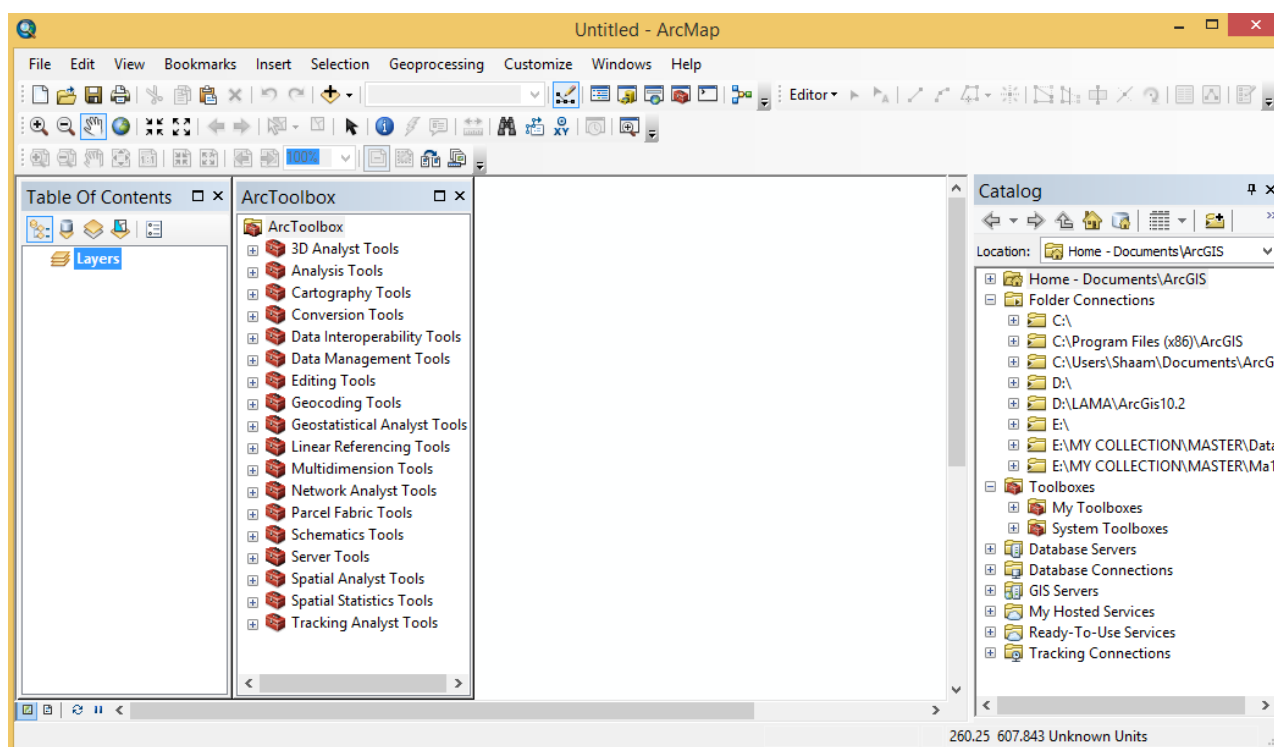 Untitled - ArcMap
File Edit View Bookmarks Insert Selection Geoprocessing Customize Windows Help
Editor
XY
1:1 100%
Table Of Contents
Layers
ArcToolbox
ArcToolbox
3D Analyst Tools
Analysis Tools
Cartography Tools
Conversion Tools
Data Interoperability Tools
Data Management Tools
Editing Tools
Geocoding Tools
Geostatistical Analyst Tools
Linear Referencing Tools
Multidimension Tools
Network Analyst Tools
Parcel Fabric Tools
Schematics Tools
Server Tools
Spatial Analyst Tools
Spatial Statistics Tools
Tracking Analyst Tools
Catalog
Location: Home - Documents\ArcGIS
Home - Documents\ArcGIS
Folder Connections
C:\
C:\Program Files (x86)\ArcGIS
C:\Users\Shaam\Documents\ArcG
D:\
D:\LAMA\ArcGis10.2
E:\
E:\MY COLLECTION\MASTER\Data
E:\MY COLLECTION\MASTER\Ma1
Toolboxes
My Toolboxes
System Toolboxes
Database Servers
Database Connections
GIS Servers
My Hosted Services
Ready-To-Use Services
Tracking Connections
260.25 607.843 Unknown Units